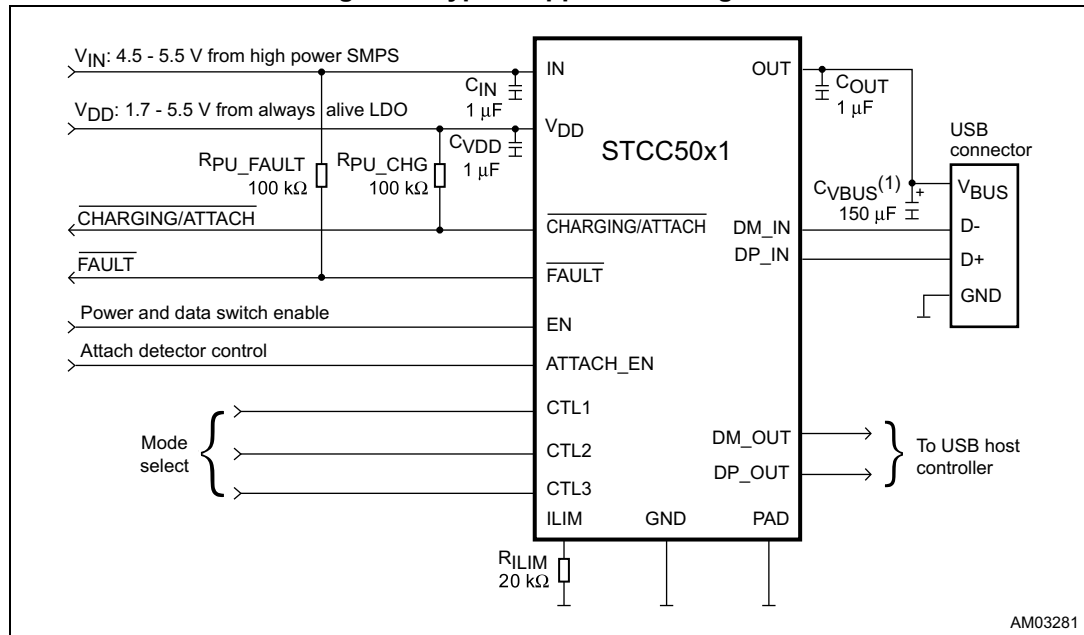 V_IN: 4.5 - 5.5 V from high power SMPS
V_DD: 1.7 - 5.5 V from always alive LDO
C_IN
1 μF
C_VDD
1 μF
R_PU_FAULT
100 kΩ
R_PU_CHG
100 kΩ
CHARGING/ATTACH
FAULT
Power and data switch enable
Attach detector control
Mode
select
IN
V_DD
STCC50x1
CHARGING/ATTACH
FAULT
EN
ATTACH_EN
CTL1
CTL2
CTL3
ILIM
GND
PAD
OUT
DM_IN
DP_IN
DM_OUT
DP_OUT
R_ILIM
20 kΩ
C_OUT
1 μF
C_VBUS(1)
+
150 μF
USB
connector
V_BUS
D-
D+
GND
To USB host
controller
AM03281